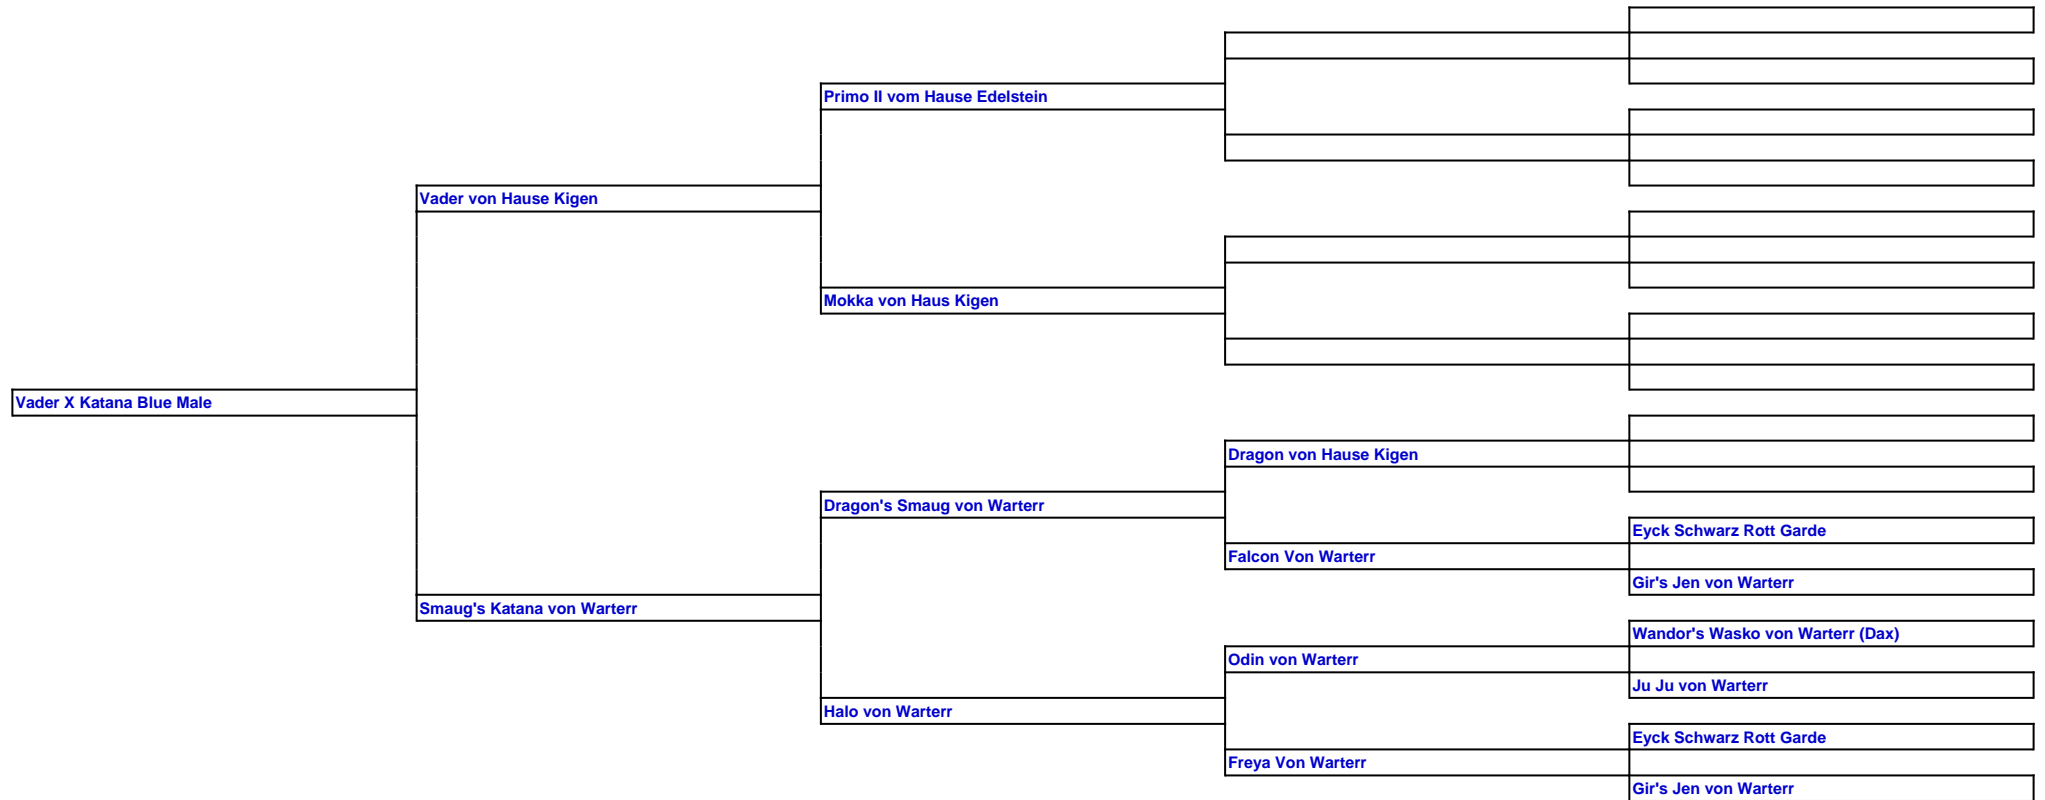 Primo II vom Hause Edelstein
Vader von Hause Kigen
Mokka von Haus Kigen
Vader X Katana Blue Male
Dragon von Hause Kigen
Dragon's Smaug von Warterr
Eyck Schwarz Rott Garde
Falcon Von Warterr
Gir's Jen von Warterr
Smaug's Katana von Warterr
Wandor's Wasko von Warterr (Dax)
Odin von Warterr
Ju Ju von Warterr
Halo von Warterr
Eyck Schwarz Rott Garde
Freya Von Warterr
Gir's Jen von Warterr